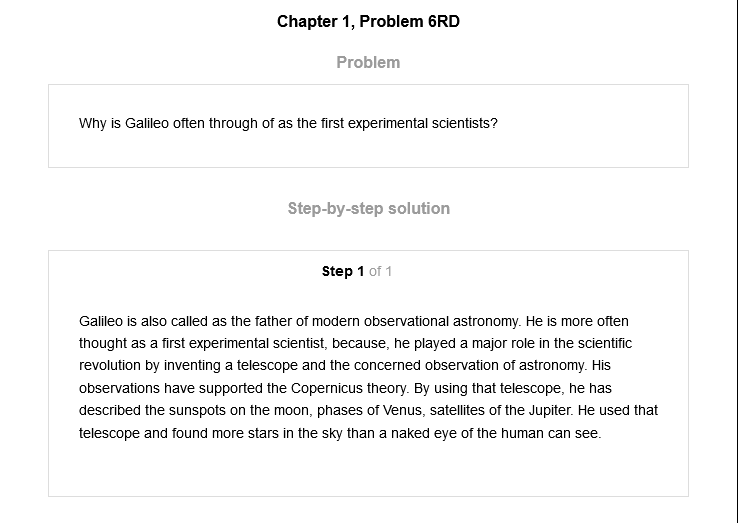 Chapter 1, Problem 6RD
Problem
Why is Galileo often through of as the first experimental scientists?
Step-by-step solution
Step 1 of 1
Galileo is also called as the father of modern observational astronomy. He is more often
thought as a first experimental scientist, because, he played a major role in the scientific
revolution by inventing a telescope and the concerned observation of astronomy. His
observations have supported the Copernicus theory. By using that telescope, he has
described the sunspots on the moon, phases of Venus, satellites of the Jupiter. He used that
telescope and found more stars in the sky than a naked eye of the human can see.